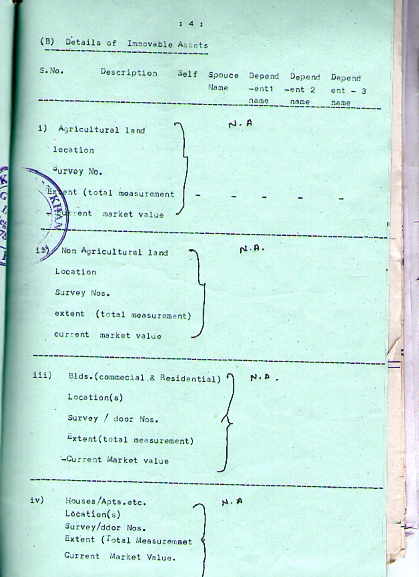 : 4 :
(B) Details of Innovable Assets
S.No. Description Self Spouce Depend Depend Depend
Name -ent1 -ent 2 ent - 3
name name name
i) Agricultural land N.A
location
Survey No.
Extent (total measurement - - - - -
- Current market value
ii) Non Agricultural land N.A.
Location
Survey Nos.
extent (total measurement)
current market value
iii) Blds.(commecial & Residential) N.A.
Location(s)
Survey / door Nos.
Extent(total measurement)
-Current Market value
iv) Houses/Apts.etc. N.A
Location(s)
Survey/ddor Nos.
Extent (Total Measuremnet
Current Market Value.